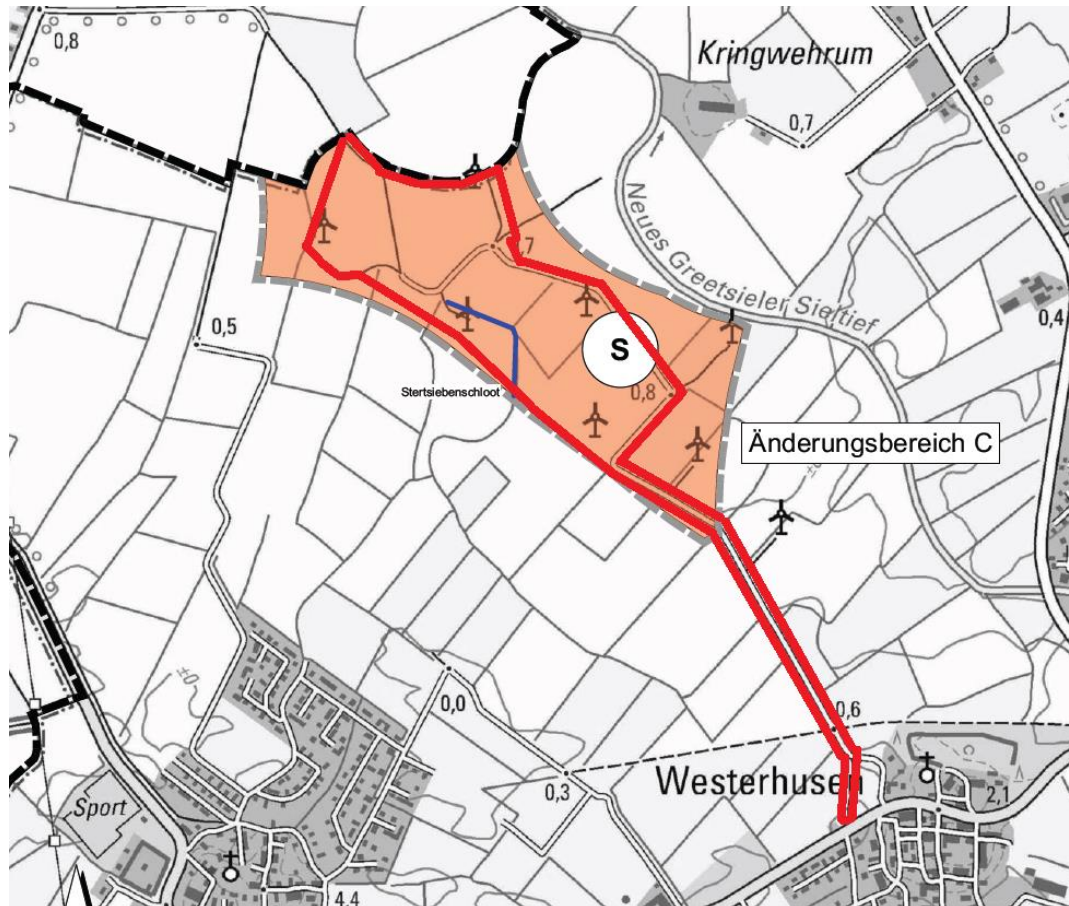 0,8
Kringwehrum
0,7
Neues Greetsieler Sieltief
7
0,4
0,5
S
0,8
Stertsiebenschloot
Änderungsbereich C
±0
0,0
0,6
Westerhusen
0,3
2,1
Sport
4,4